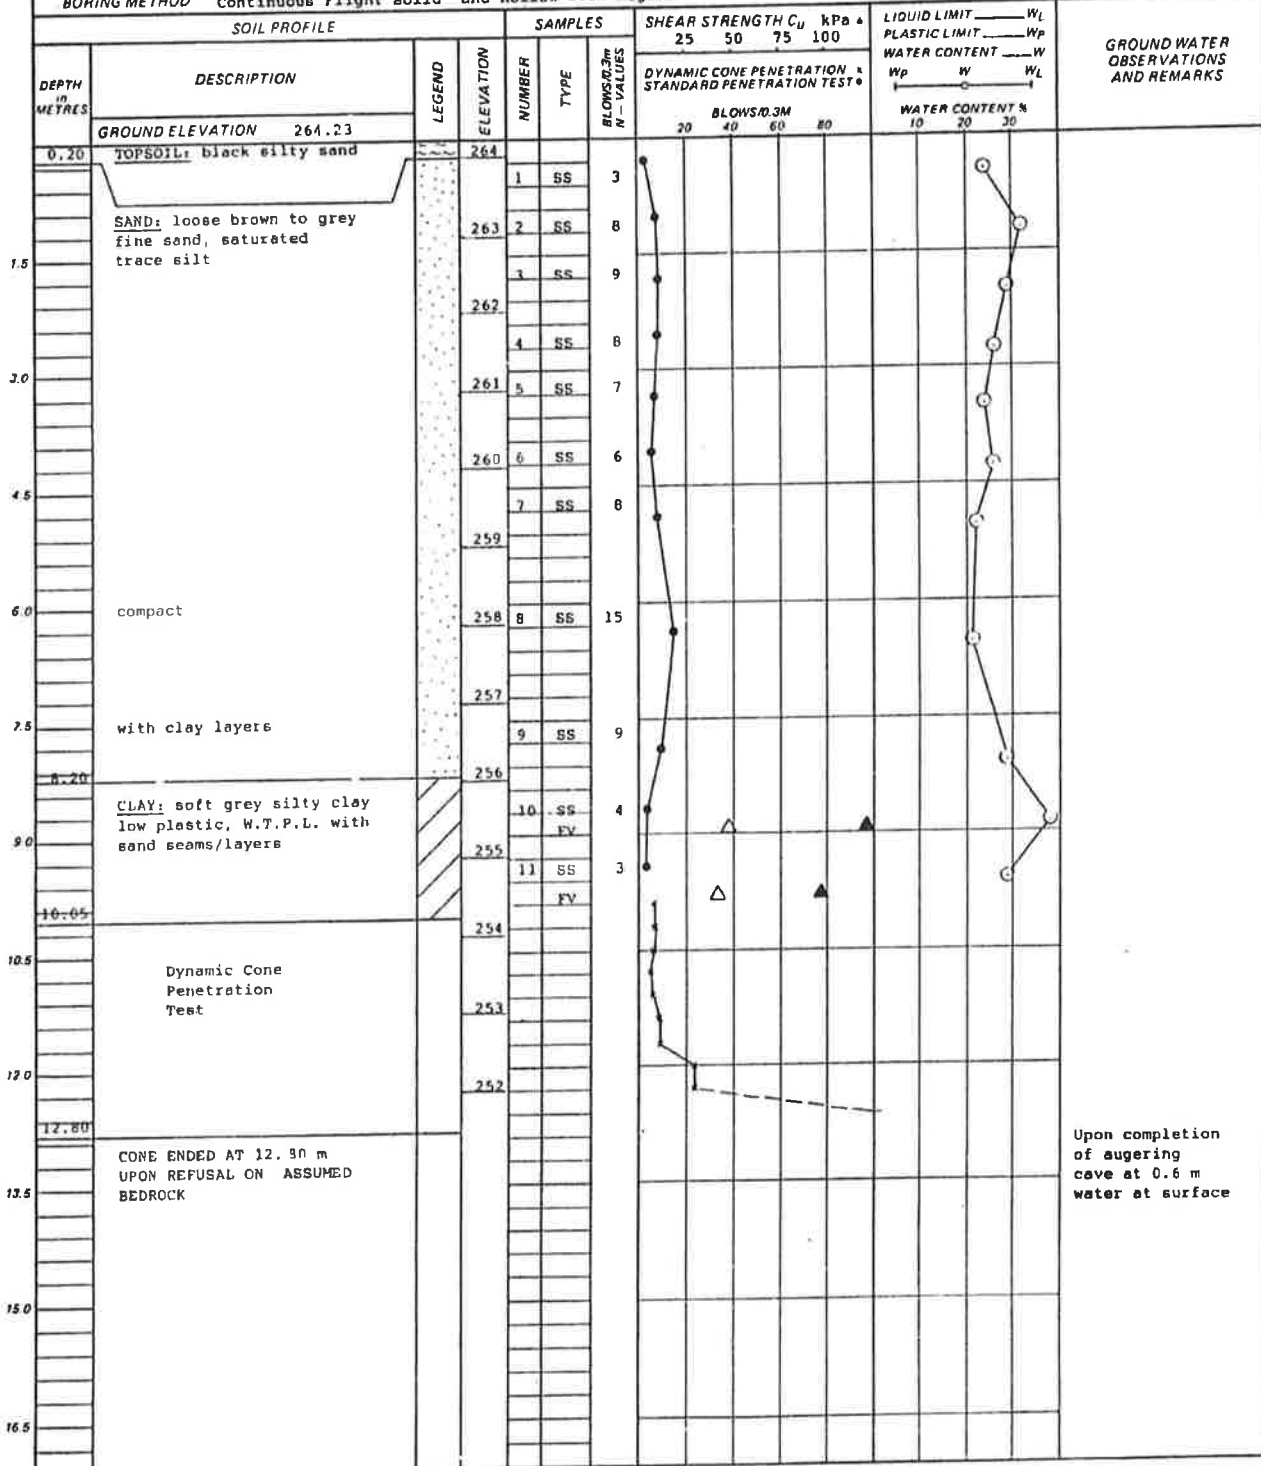 BORING METHOD Continuous Flight Solid and Hollow
SOIL PROFILE
SAMPLES
SHEAR STRENGTH Cu kPa ▲
25 50 75 100
DYNAMIC CONE PENETRATION x
STANDARD PENETRATION TEST ●
BLOWS/0.3M
20 40 60 80
LIQUID LIMIT WL
PLASTIC LIMIT WP
WATER CONTENT W
WP W WL
WATER CONTENT %
10 20 30
GROUND WATER
OBSERVATIONS
AND REMARKS
DEPTH
in
METRES
DESCRIPTION
LEGEND
ELEVATION
NUMBER
TYPE
BLOWS/0.3m
N - VALUES
GROUND ELEVATION 264.23
0.20 TOPSOIL: black silty sand 264
1 SS 3
SAND: loose brown to grey
fine sand, saturated
trace silt
263 2 SS 8
1.5
3 SS 9
262
4 SS 8
3.0
261 5 SS 7
260 6 SS 6
4.5
7 SS 8
259
6.0 compact 258 8 SS 15
257
7.5 with clay layers 9 SS 9
8.20 256
CLAY: soft grey silty clay
low plastic, W.T.P.L. with
sand seams/layers
10 SS 4
FV
9.0
255
11 SS 3
FV
10.05
254
10.5
Dynamic Cone
Penetration
Test
253
12.0
252
12.80
CONE ENDED AT 12.80 m
UPON REFUSAL ON ASSUMED
BEDROCK
Upon completion
of augering
cave at 0.6 m
water at surface
13.5
15.0
16.5